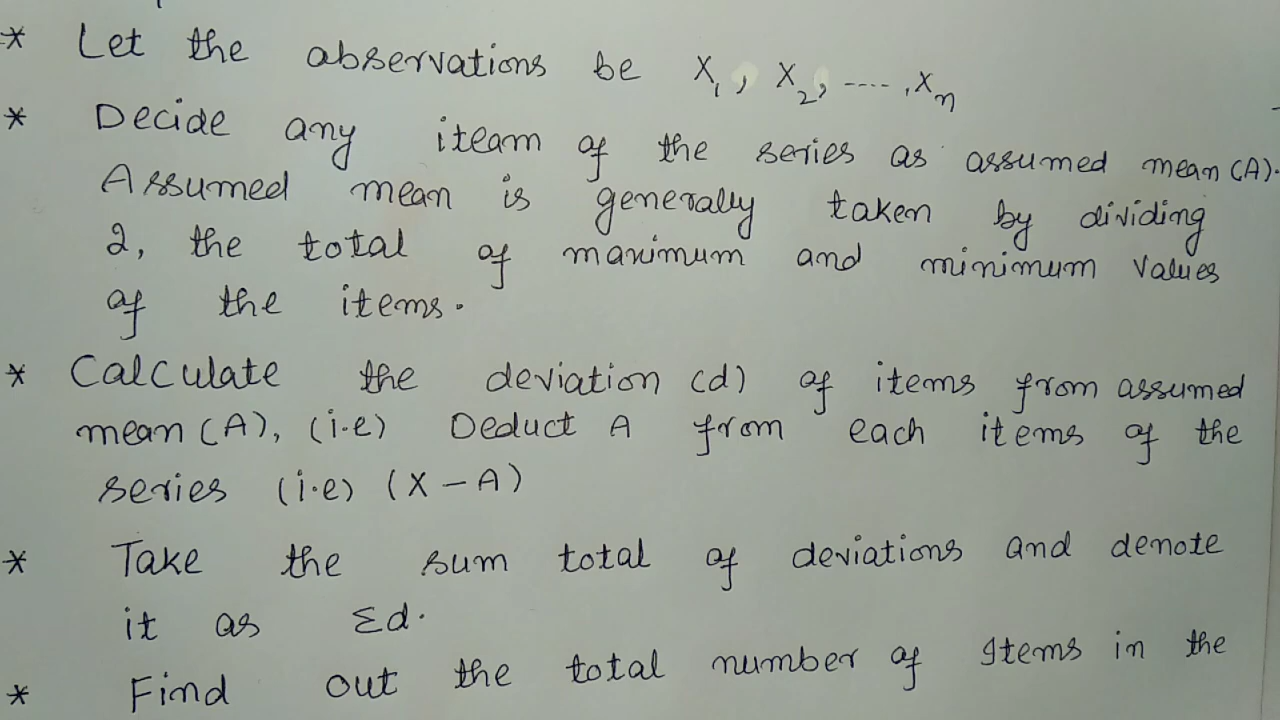 * Let the observations be X₁, X₂, ....., Xn
* Decide any iteam of the series as assumed mean (A).
Assumed mean is generally taken by dividing
2, the total of maximum and minimum values
of the items.
* Calculate the deviation (d) of items from assumed
mean (A), (i.e) Deduct A from each items of the
series (i.e) (X - A)
* Take the sum total of deviations and denote
it as Σd.
* Find out the total number of Items in the